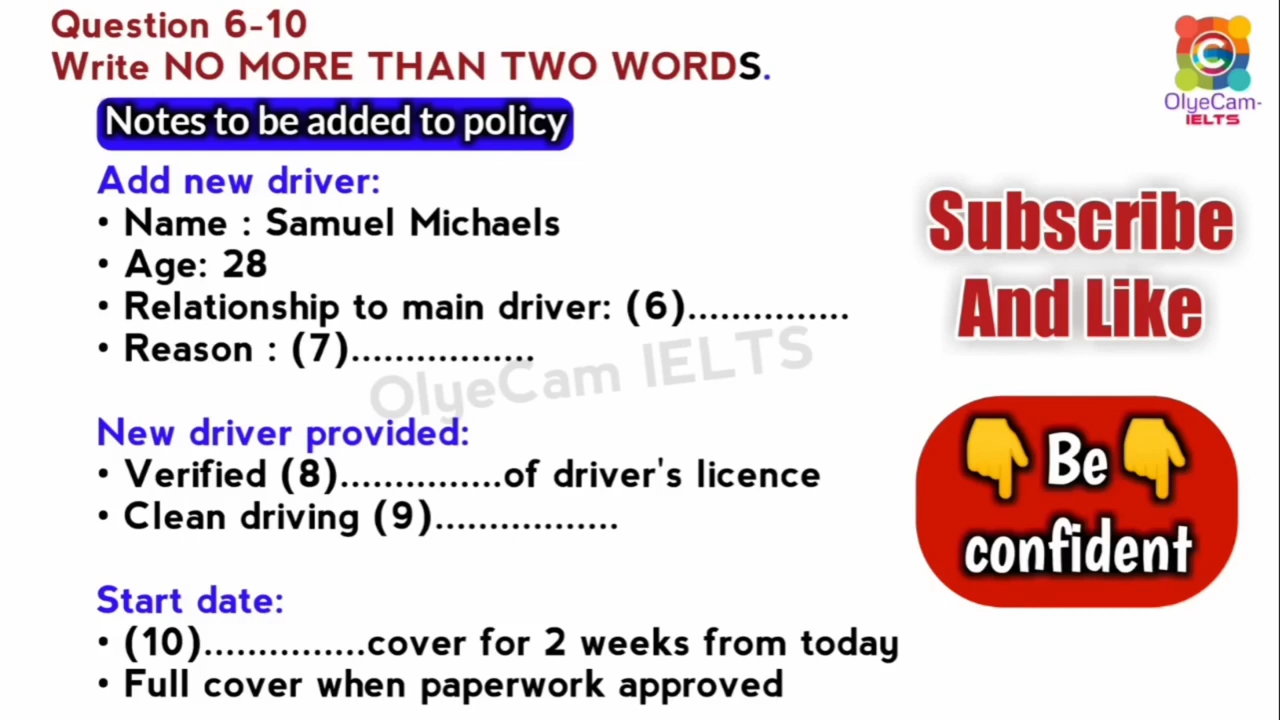 Question 6-10
Write NO MORE THAN TWO WORDS.
OlyeCam-
IELTS
Notes to be added to policy
Add new driver:
• Name : Samuel Michaels
• Age: 28
• Relationship to main driver: (6)...............
• Reason : (7).................
Subscribe
And Like
OlyeCam IELTS
New driver provided:
• Verified (8)...............of driver's licence
• Clean driving (9).................
👇 Be 👇
confident
Start date:
• (10)...............cover for 2 weeks from today
• Full cover when paperwork approved